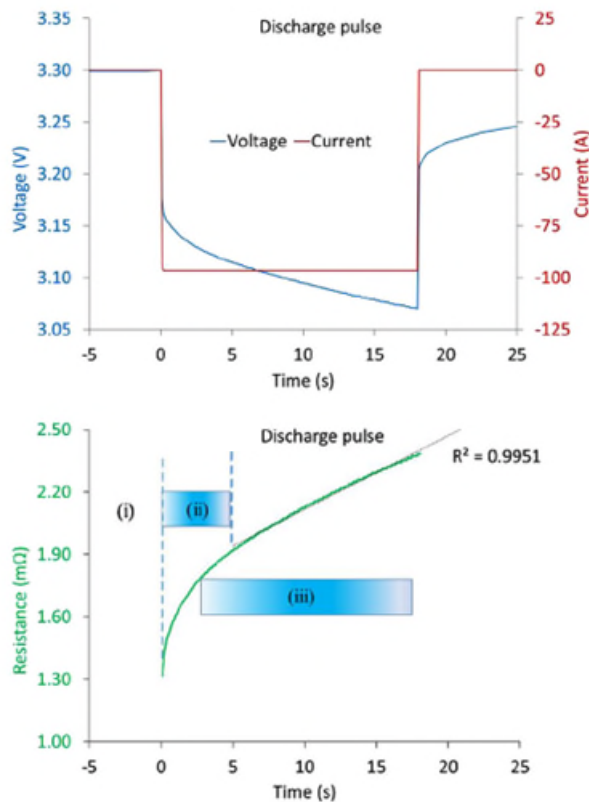 Discharge pulse
3.30
3.25
3.20
3.15
3.10
3.05
Voltage (V)
Voltage
Current
25
0
-25
-50
-75
-100
-125
Current (A)
-5
0
5
10
15
20
25
Time (s)
Discharge pulse
R² = 0.9951
2.50
2.20
1.90
1.60
1.30
1.00
Resistance (mΩ)
(i)
(ii)
(iii)
-5
0
5
10
15
20
25
Time (s)